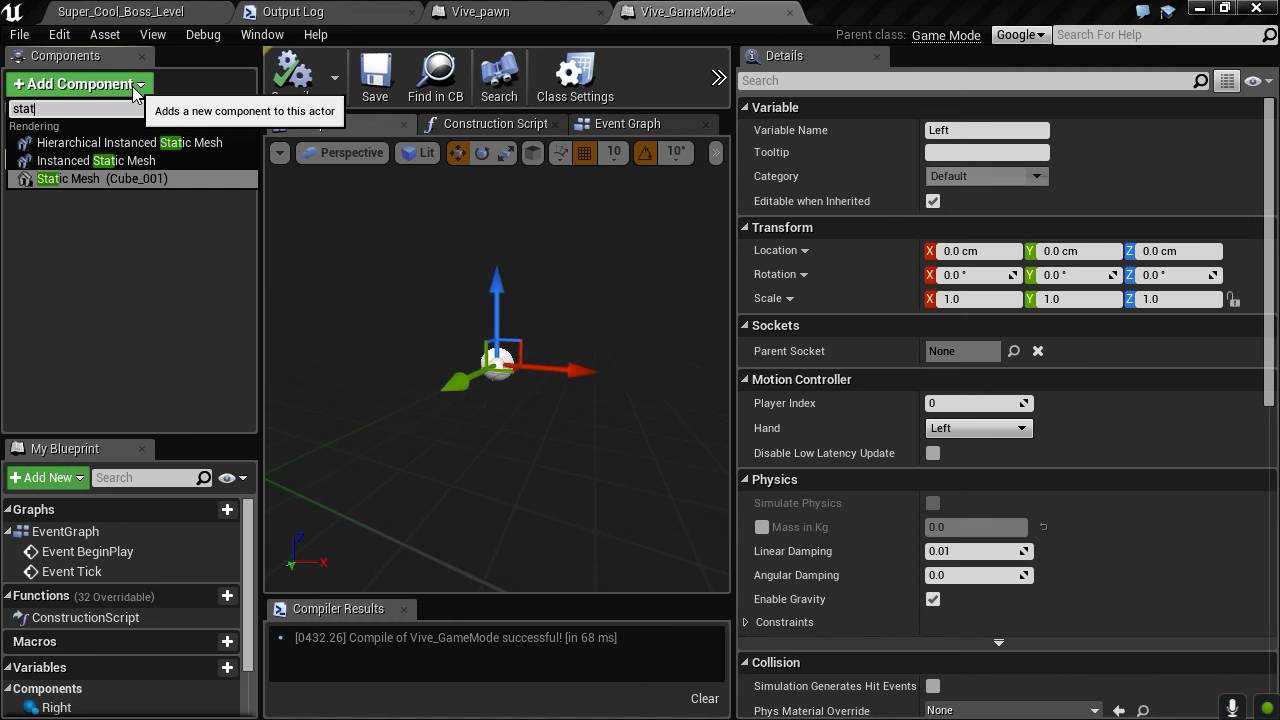 Super_Cool_Boss_Level
Output Log
Vive_pawn
Vive_GameMode*
File
Edit
Asset
View
Debug
Window
Help
Parent class: Game Mode
Google
Search For Help
Components
+ Add Component
stat
Adds a new component to this actor
Rendering
Hierarchical Instanced Static Mesh
Instanced Static Mesh
Static Mesh (Cube_001)
Save
Find in CB
Search
Class Settings
Construction Script
Event Graph
Perspective
Lit
10
10°
My Blueprint
+ Add New
Search
Graphs
EventGraph
Event BeginPlay
Event Tick
Functions (32 Overridable)
ConstructionScript
Macros
Variables
Components
Right
Z
X
Compiler Results
[0432.26] Compile of Vive_GameMode successful! [in 68 ms]
Clear
Details
Search
Variable
Variable Name
Left
Tooltip
Category
Default
Editable when Inherited
Transform
Location
X 0.0 cm Y 0.0 cm Z 0.0 cm
Rotation
X 0.0 ° Y 0.0 ° Z 0.0 °
Scale
X 1.0 Y 1.0 Z 1.0
Sockets
Parent Socket
None
Motion Controller
Player Index
0
Hand
Left
Disable Low Latency Update
Physics
Simulate Physics
Mass in Kg
0.0
Linear Damping
0.01
Angular Damping
0.0
Enable Gravity
Constraints
Collision
Simulation Generates Hit Events
Phys Material Override
None